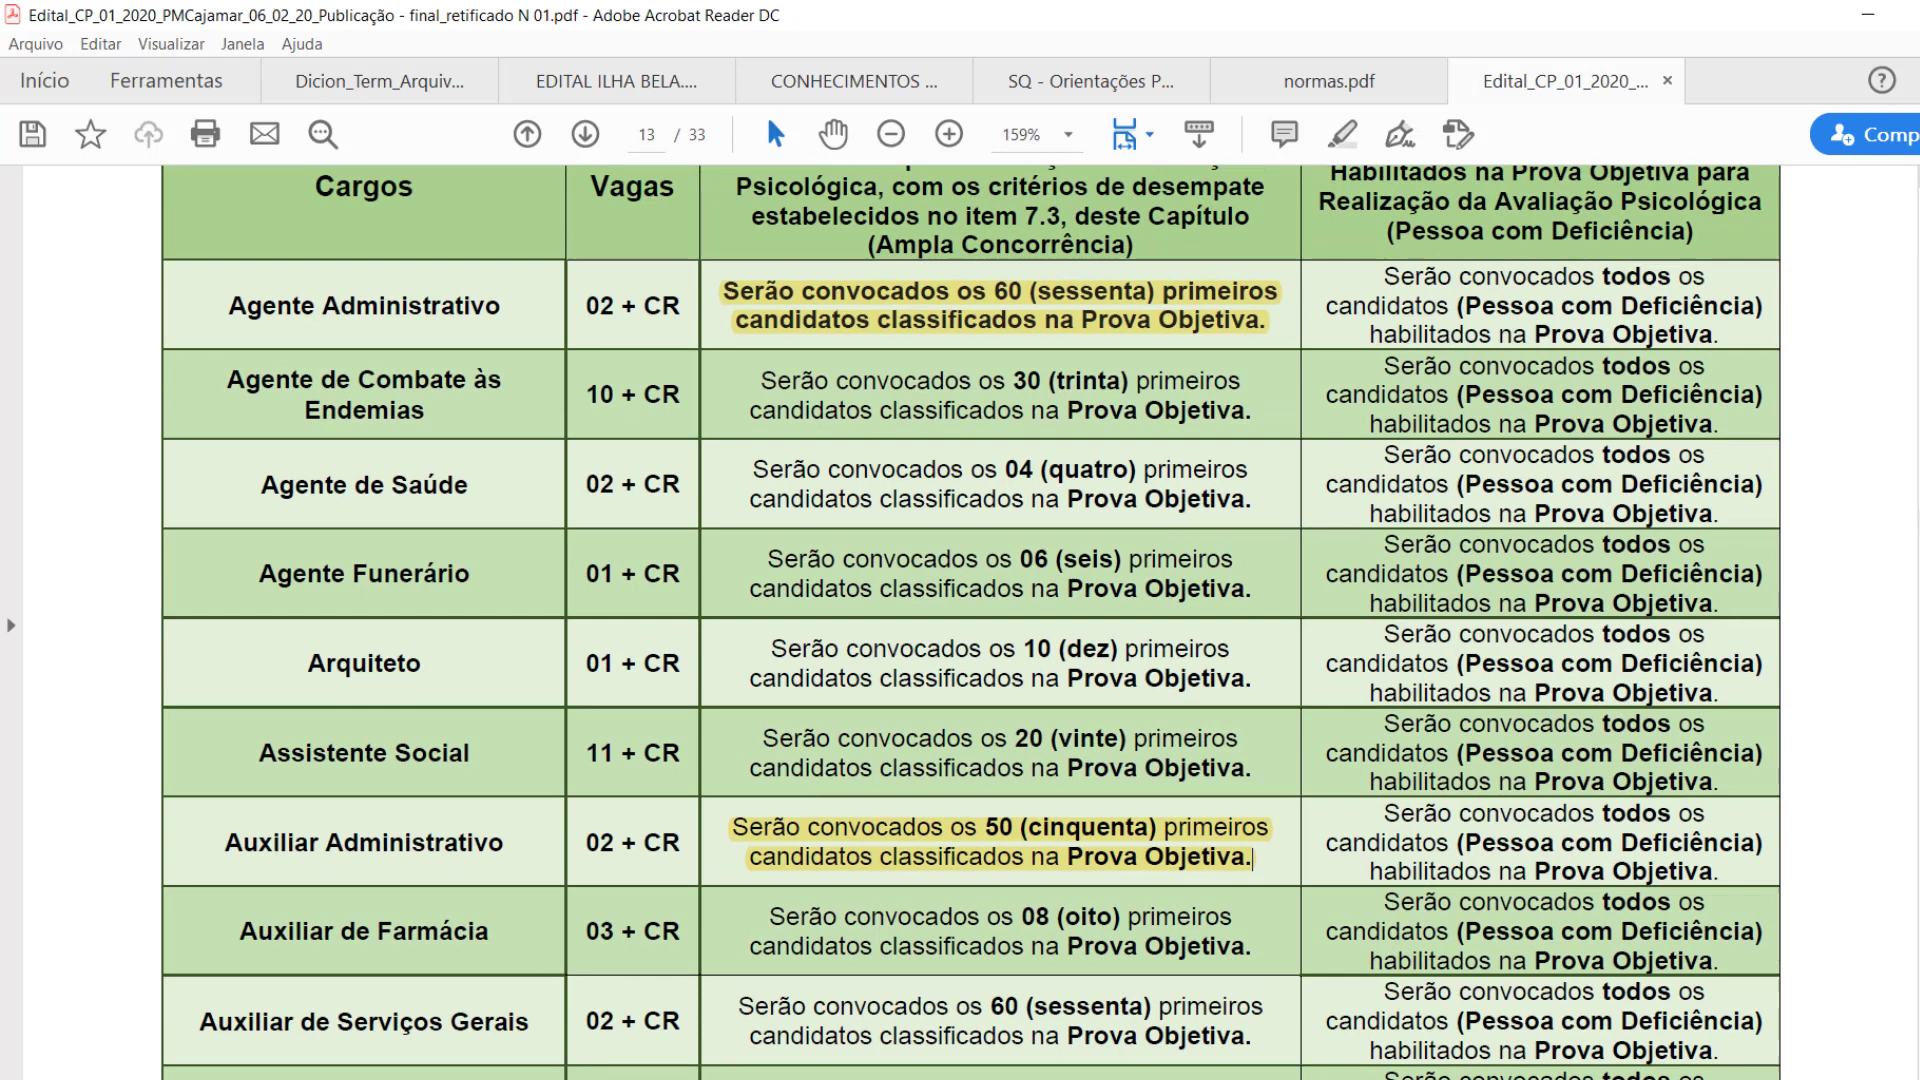 Edital_CP_01_2020_PMCajamar_06_02_20_Publicação - final_retificado N 01.pdf - Adobe Acrobat Reader DC
Arquivo Editar Visualizar Janela Ajuda
Início Ferramentas Dicion_Term_Arquiv... EDITAL ILHA BELA.... CONHECIMENTOS ... SQ - Orientações P... normas.pdf Edital_CP_01_2020_... ×
13 / 33 159% Comp
Cargos
Vagas
Psicológica, com os critérios de desempate
estabelecidos no item 7.3, deste Capítulo
(Ampla Concorrência)
Habilitados na Prova Objetiva para
Realização da Avaliação Psicológica
(Pessoa com Deficiência)
Agente Administrativo
02 + CR
Serão convocados os 60 (sessenta) primeiros
candidatos classificados na Prova Objetiva.
Serão convocados todos os
candidatos (Pessoa com Deficiência)
habilitados na Prova Objetiva.
Agente de Combate às
Endemias
10 + CR
Serão convocados os 30 (trinta) primeiros
candidatos classificados na Prova Objetiva.
Serão convocados todos os
candidatos (Pessoa com Deficiência)
habilitados na Prova Objetiva.
Agente de Saúde
02 + CR
Serão convocados os 04 (quatro) primeiros
candidatos classificados na Prova Objetiva.
Serão convocados todos os
candidatos (Pessoa com Deficiência)
habilitados na Prova Objetiva.
Agente Funerário
01 + CR
Serão convocados os 06 (seis) primeiros
candidatos classificados na Prova Objetiva.
Serão convocados todos os
candidatos (Pessoa com Deficiência)
habilitados na Prova Objetiva.
Arquiteto
01 + CR
Serão convocados os 10 (dez) primeiros
candidatos classificados na Prova Objetiva.
Serão convocados todos os
candidatos (Pessoa com Deficiência)
habilitados na Prova Objetiva.
Assistente Social
11 + CR
Serão convocados os 20 (vinte) primeiros
candidatos classificados na Prova Objetiva.
Serão convocados todos os
candidatos (Pessoa com Deficiência)
habilitados na Prova Objetiva.
Auxiliar Administrativo
02 + CR
Serão convocados os 50 (cinquenta) primeiros
candidatos classificados na Prova Objetiva.
Serão convocados todos os
candidatos (Pessoa com Deficiência)
habilitados na Prova Objetiva.
Auxiliar de Farmácia
03 + CR
Serão convocados os 08 (oito) primeiros
candidatos classificados na Prova Objetiva.
Serão convocados todos os
candidatos (Pessoa com Deficiência)
habilitados na Prova Objetiva.
Auxiliar de Serviços Gerais
02 + CR
Serão convocados os 60 (sessenta) primeiros
candidatos classificados na Prova Objetiva.
Serão convocados todos os
candidatos (Pessoa com Deficiência)
habilitados na Prova Objetiva.
Serão convocados todos os